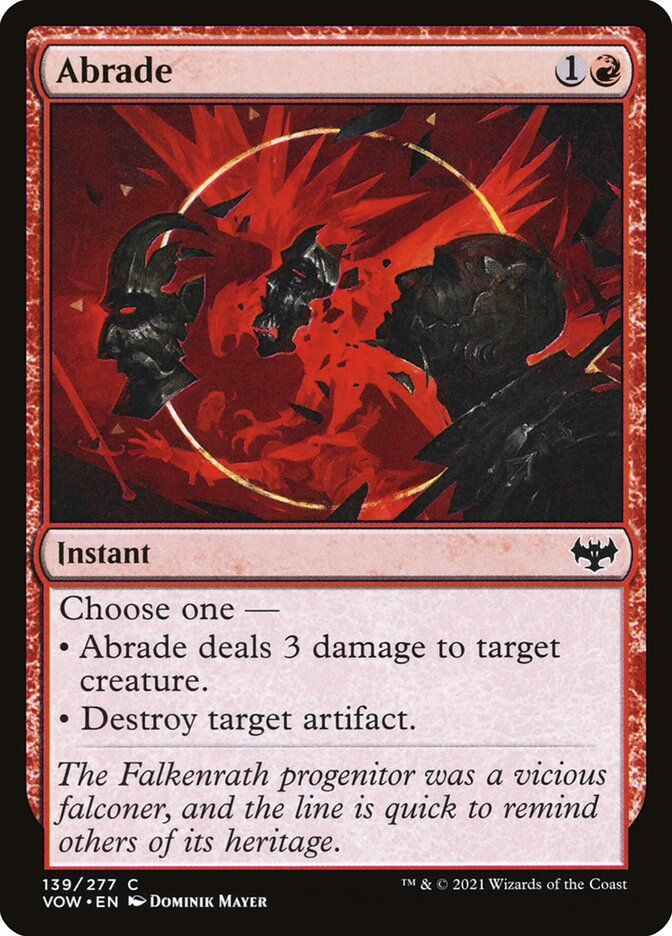 Abrade 1
Instant
Choose one —
• Abrade deals 3 damage to target
creature.
• Destroy target artifact.
The Falkenrath progenitor was a vicious
falconer, and the line is quick to remind
others of its heritage.
139/277 C
VOW • EN Dominik Mayer
™ & © 2021 Wizards of the Coast